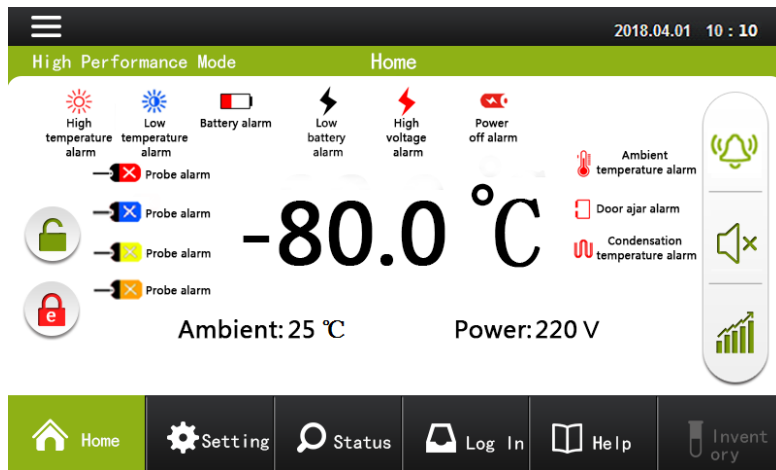 2018.04.01 10 : 10
High Performance Mode
Home
High
temperature
alarm
Low
temperature
alarm
Battery alarm
Low
battery
alarm
High
voltage
alarm
Power
off alarm
Probe alarm
Probe alarm
Probe alarm
Probe alarm
-80.0 ℃
Ambient
temperature alarm
Door ajar alarm
Condensation
temperature alarm
e
Ambient: 25 ℃
Power: 220 V
Home
Setting
Status
Log In
Help
Invent
ory